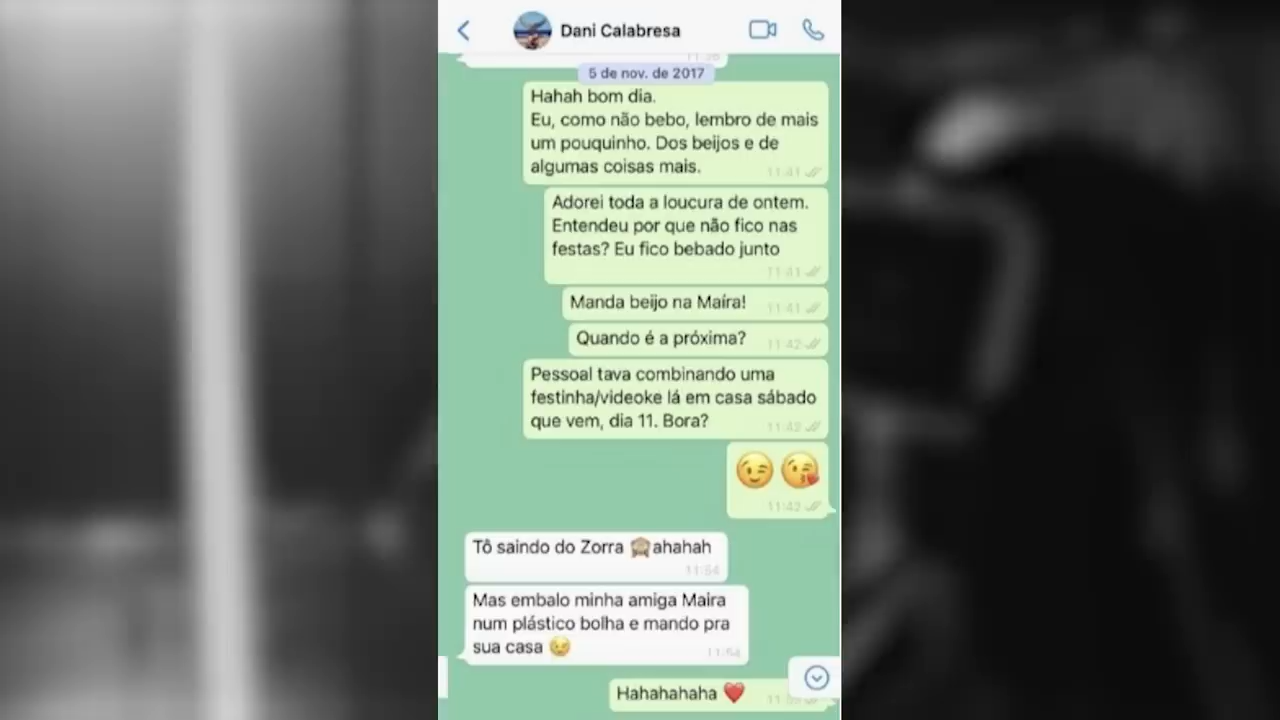 Dani Calabresa
11:36
5 de nov. de 2017
Hahah bom dia.
Eu, como não bebo, lembro de mais
um pouquinho. Dos beijos e de
algumas coisas mais.
11:41
Adorei toda a loucura de ontem.
Entendeu por que não fico nas
festas? Eu fico bebado junto
11:41
Manda beijo na Maíra!
11:41
Quando é a próxima?
11:42
Pessoal tava combinando uma
festinha/videoke lá em casa sábado
que vem, dia 11. Bora?
11:42
😉 😘
11:42
Tô saindo do Zorra 🙈ahahah
11:54
Mas embalo minha amiga Maira
num plástico bolha e mando pra
sua casa 😉
11:54
Hahahahaha ❤️